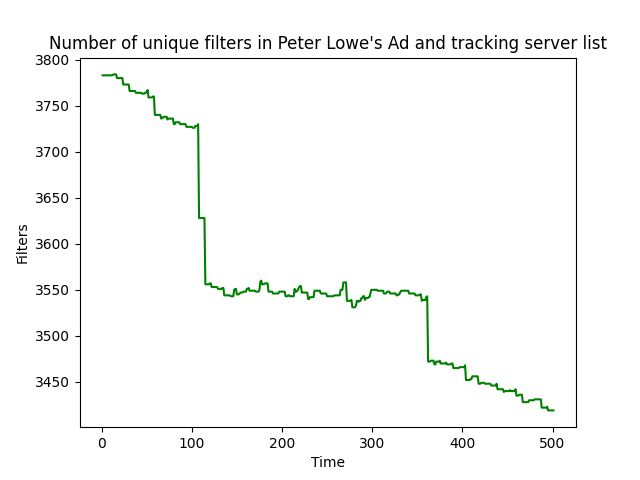 Number of unique filters in Peter Lowe's Ad and tracking server list
3800
3750
3700
3650
3600
3550
3500
3450
Filters
0 100 200 300 400 500
Time